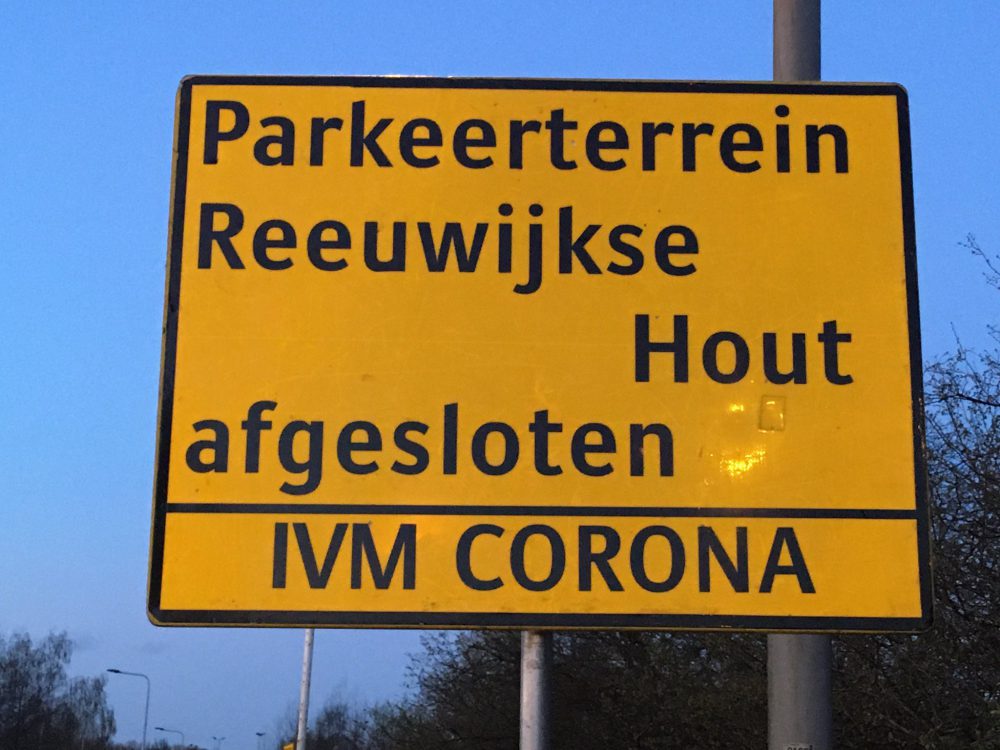 Parkeerterrein
Reeuwijkse
Hout
afgesloten
IVM CORONA